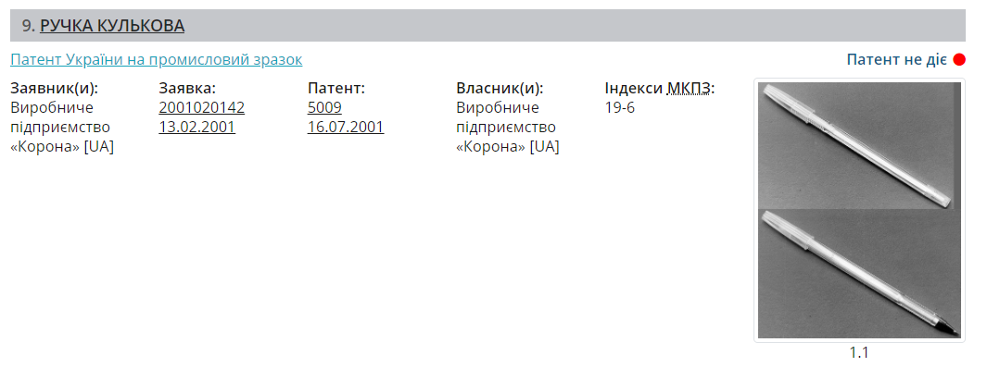 9. РУЧКА КУЛЬКОВА
Патент України на промисловий зразок
Патент не діє
Заявник(и):
Виробниче
підприємство
«Корона» [UA]
Заявка:
2001020142
13.02.2001
Патент:
5009
16.07.2001
Власник(и):
Виробниче
підприємство
«Корона» [UA]
Індекси МКПЗ:
19-6
1.1